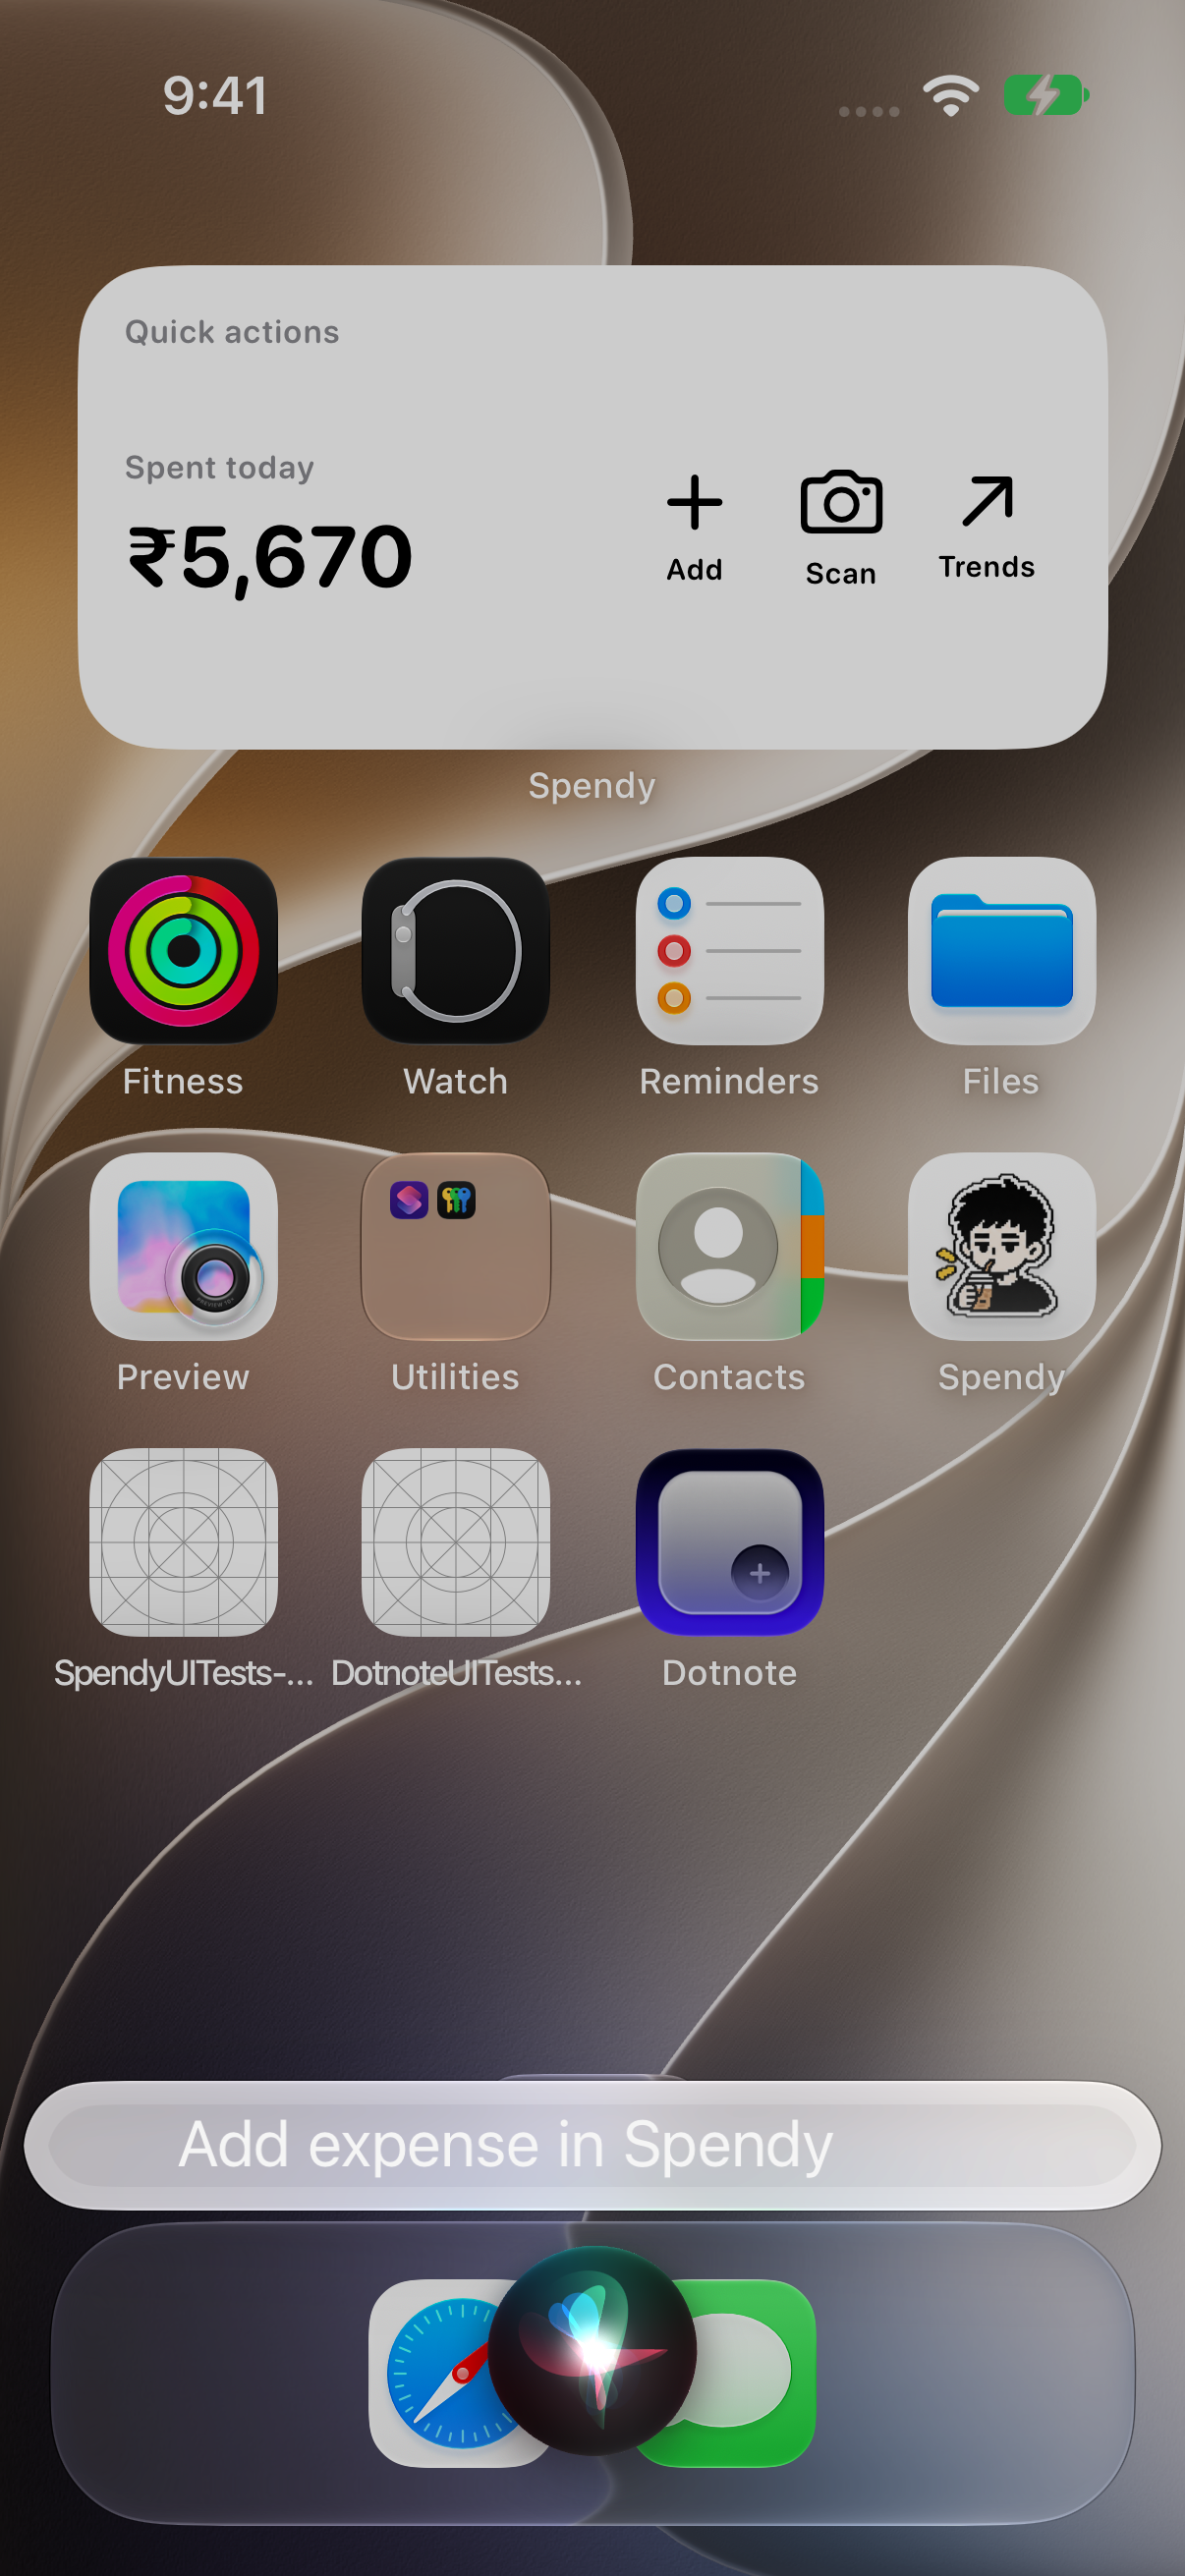 9:41
Quick actions
Spent today
₹5,670
Add
Scan
Trends
Spendy
Fitness
Watch
Reminders
Files
Preview
Utilities
Contacts
Spendy
SpendyUITests-...
DotnoteUITests...
Dotnote
Add expense in Spendy